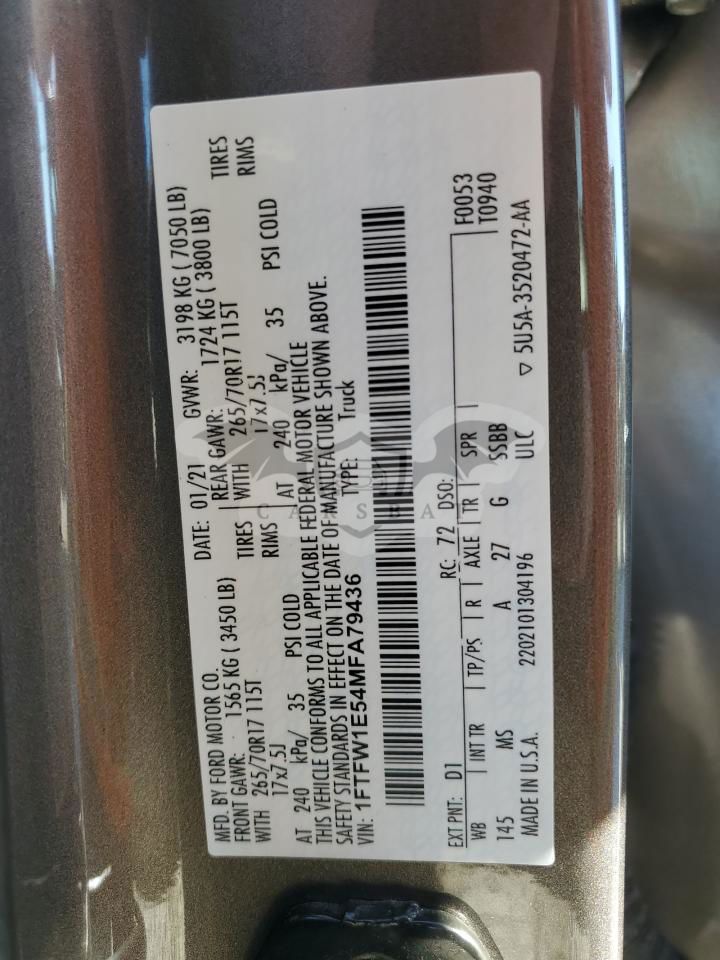 MFD. BY FORD MOTOR CO.
DATE: 01/21 GVWR: 3198 KG ( 7050 LB)
FRONT GAWR: 1565 KG ( 3450 LB) REAR GAWR: 1724 KG ( 3800 LB)
WITH 265/70R17 115T TIRES WITH 265/70R17 115T TIRES
17x7.5J RIMS 17x7.5J RIMS
AT 240 kPa/ 35 PSI COLD AT 240 kPa/ 35 PSI COLD
THIS VEHICLE CONFORMS TO ALL APPLICABLE FEDERAL MOTOR VEHICLE
SAFETY STANDARDS IN EFFECT ON THE DATE OF MANUFACTURE SHOWN ABOVE.
VIN: 1FTFW1E54MFA79436 TYPE: Truck
F0053
EXT PNT: D1 RC: 72 DSO: T0940
WB INT TR TP/PS R AXLE TR SPR
145 MS A 27 G SSBB
MADE IN U.S.A. 2202101304196 ULC ▽ 5U5A-3520472-AA